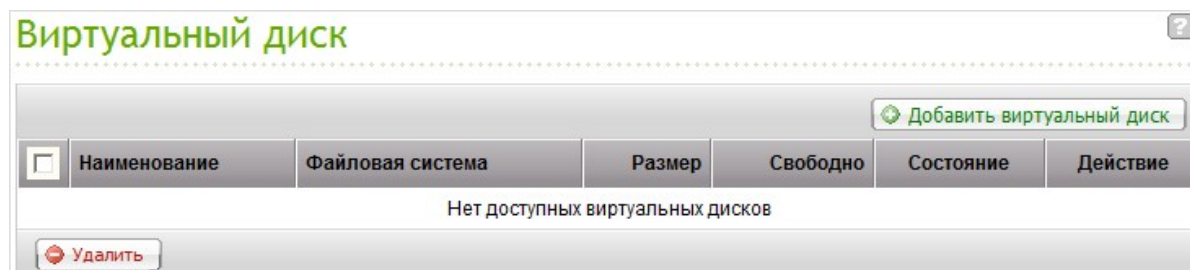 Виртуальный диск
?
Добавить виртуальный диск
Наименование Файловая система Размер Свободно Состояние Действие
Нет доступных виртуальных дисков
Удалить